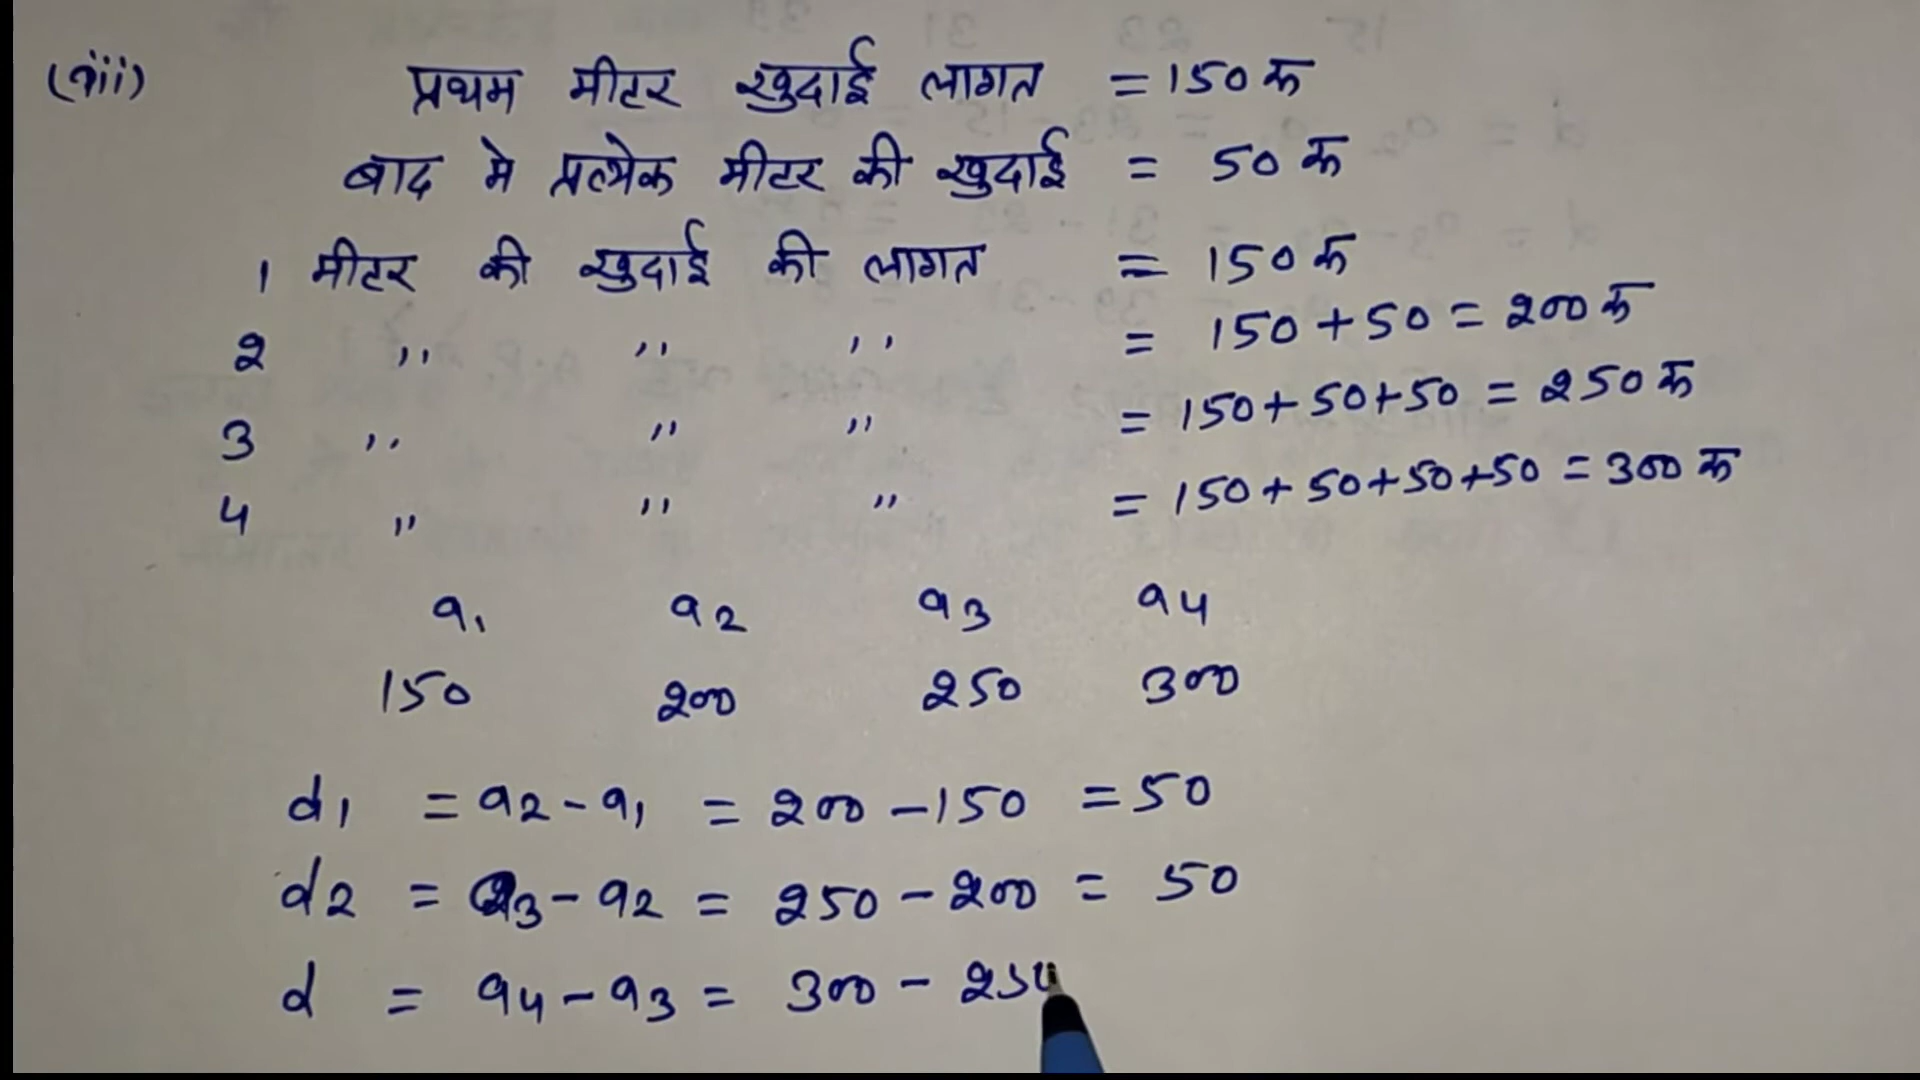 (iii) प्रथम मीटर खुदाई लागत = 150 रु
बाद मे प्रत्येक मीटर की खुदाई = 50 रु
1 मीटर की खुदाई की लागत = 150 रु
2 ,, ,, ,, = 150 + 50 = 200 रु
3 ,, ,, ,, = 150 + 50 + 50 = 250 रु
4 ,, ,, ,, = 150 + 50 + 50 + 50 = 300 रु
a1 a2 a3 a4
150 200 250 300
d1 = a2 - a1 = 200 - 150 = 50
d2 = a3 - a2 = 250 - 200 = 50
d = a4 - a3 = 300 - 250